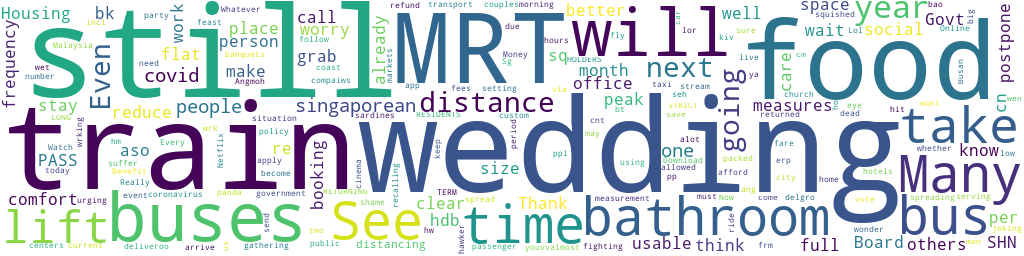 still
MRT
will
food
train
wedding
buses
See
time
bathroom
bus
Many
take
lift
next
year
going
distance
Even
Housing
bk
work
place
person
call
worry
grab
already
better
well
space
social
Govt
wait
postpone
frequency
flat
covid
make
sq
month
office
peak
care
measures
cn
stay
reduce
people
singaporean
PASS
aso
re
booking
size
one
know
per
comfort
clear
hdb
usable
think
full
Board
others
SHN
Thank
distancing
party
feast
Whatever
refund
transport
couples
morning
Online
big
incl
follow
fly
kiv
Lol
Malaysia
wet
number
need
banquets
Angmoh
coast
Money
Sg
compaiws
lor
car
HOLDERS
markets
app
fees
setting
via
taxi
stream
live
ya
church
cm
eye
hit
wont
Busan
bao
squished
due
hours
LONG
RESIDENTS
custom
period
bt
seh
STRICT
save
returned
dead
whether
low
wen
wrking
situation
sardines
policy
Every
wrk
Netflix
apply
become
government
Watch
today
hm
suffer
Really
Benefit
event
coronavirus
panda
urging
RETURNING
cinema
TERM
recalling
shame
spread
keep
ppl
cnt
may
using
alot
Download
pp
allowed
packed
afford
fare
erp
city
come
delgro
home
hotels
vote
spreading
serving
man
joking
centers
current
deliveroo
arrive
us
send
gathering
two
public
hw
hawker
passenger
youvvalmost
fighting
measurement
must
Now
ride
frm
wonder